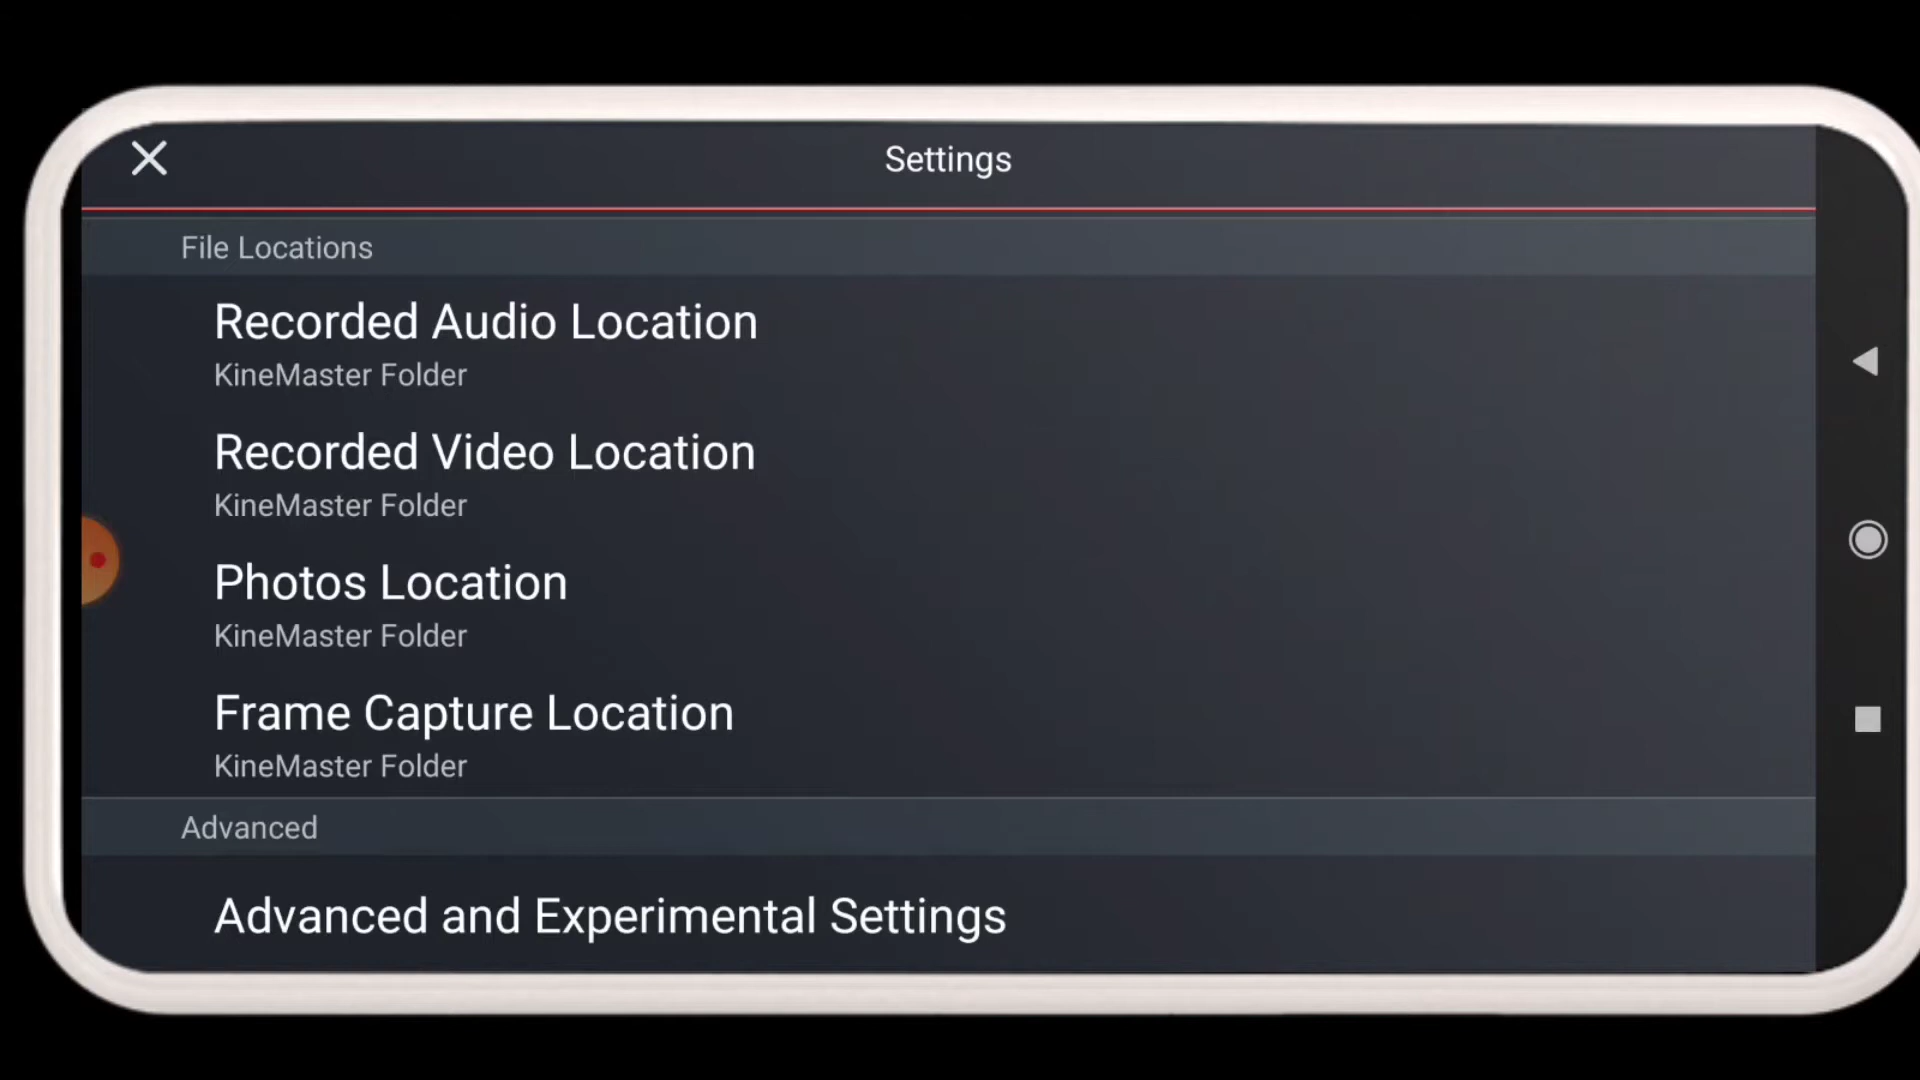 Settings
File Locations
Recorded Audio Location
KineMaster Folder
Recorded Video Location
KineMaster Folder
Photos Location
KineMaster Folder
Frame Capture Location
KineMaster Folder
Advanced
Advanced and Experimental Settings